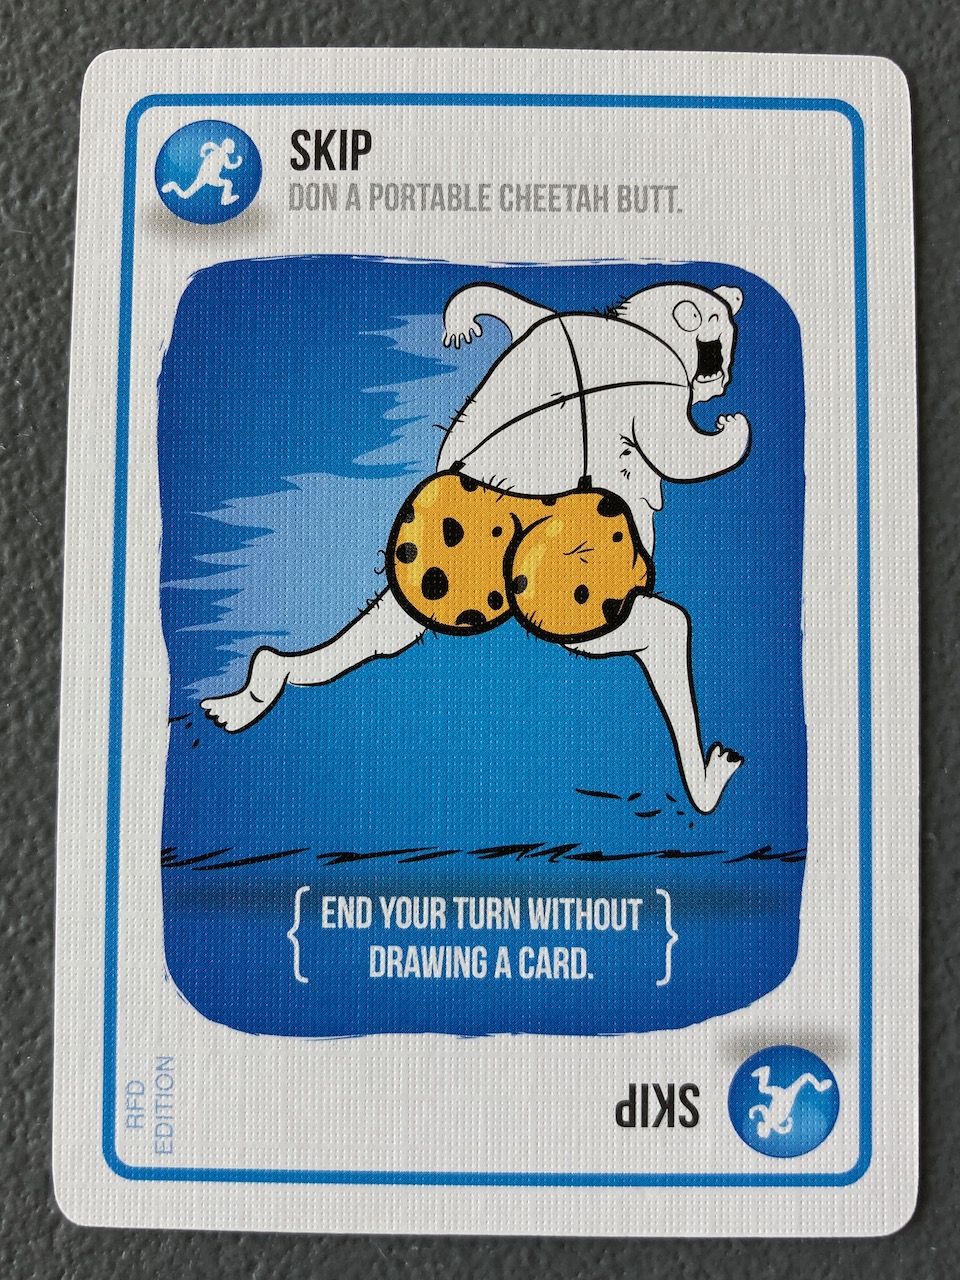 SKIP
DON A PORTABLE CHEETAH BUTT.
{ END YOUR TURN WITHOUT
DRAWING A CARD. }
RFD
EDITION
SKIP